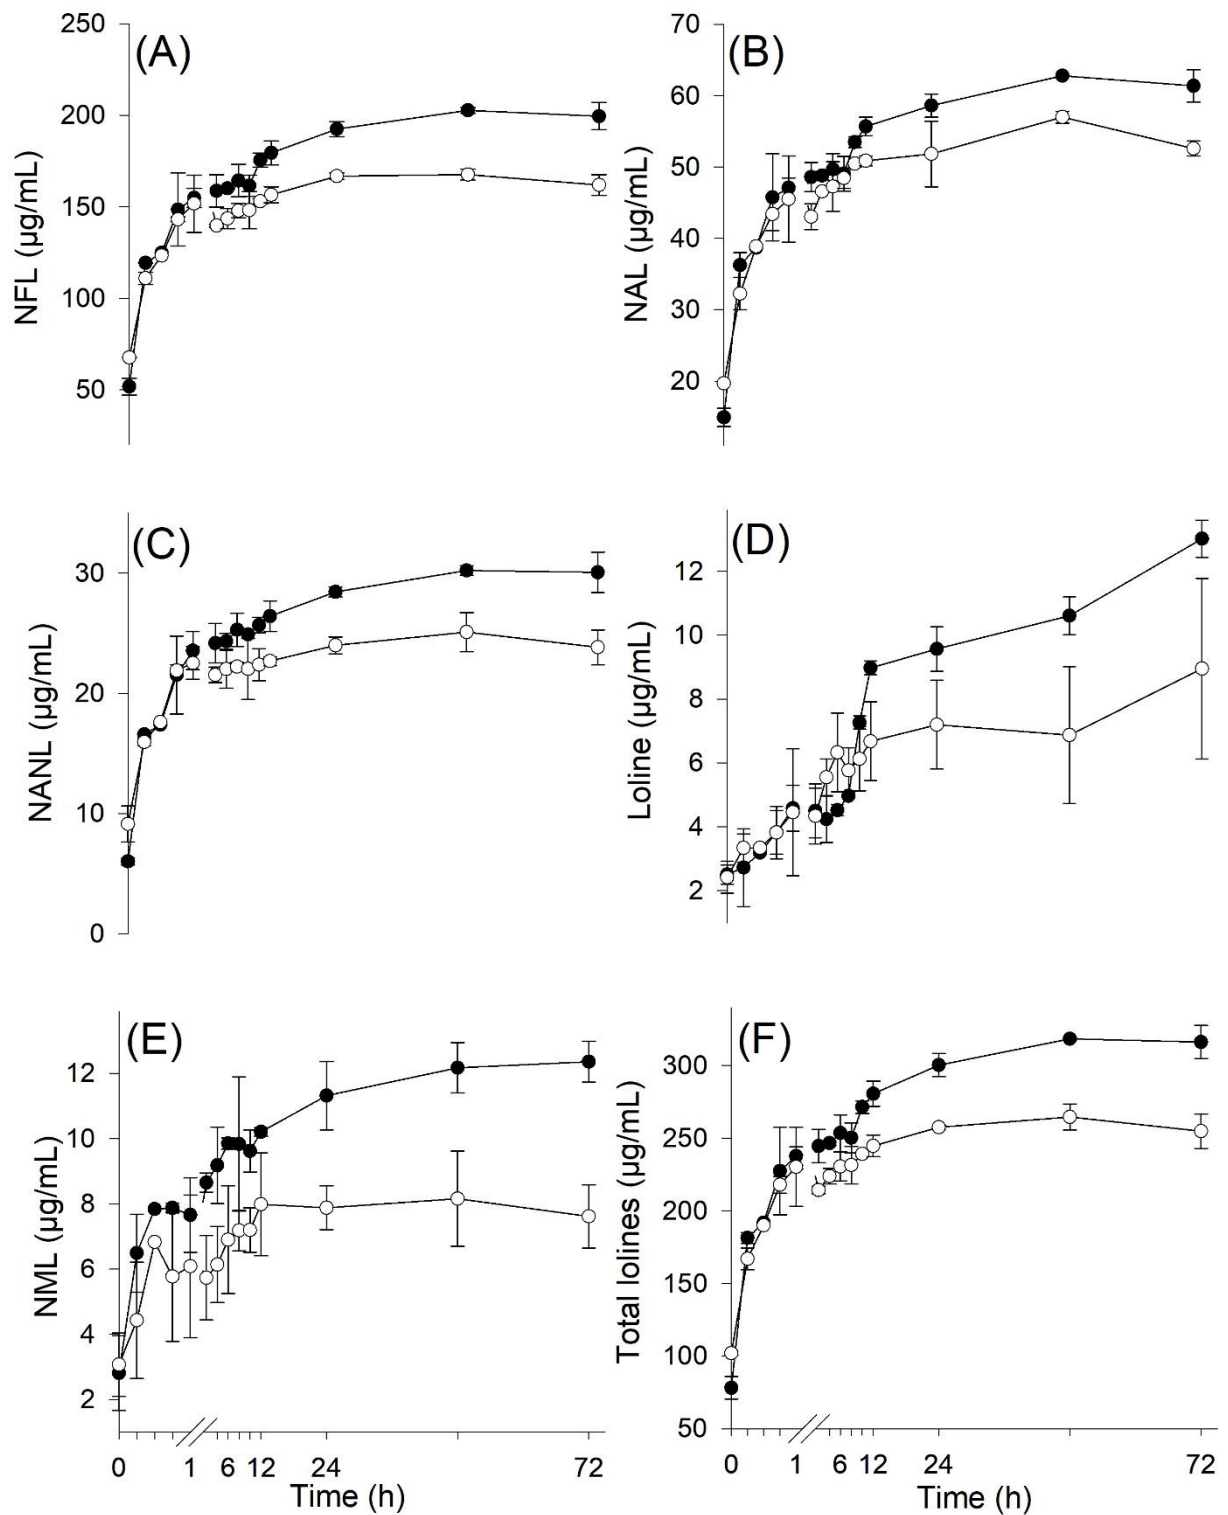 (A)
NFL (µg/mL)
250
200
150
100
50
(B)
NAL (µg/mL)
70
60
50
40
30
20
(C)
NANL (µg/mL)
30
20
10
0
(D)
Loline (µg/mL)
12
10
8
6
4
2
(E)
NML (µg/mL)
12
10
8
6
4
2
0 1 6 12 24 72
Time (h)
(F)
Total lolines (µg/mL)
300
250
200
150
100
50
0 1 6 12 24 72
Time (h)